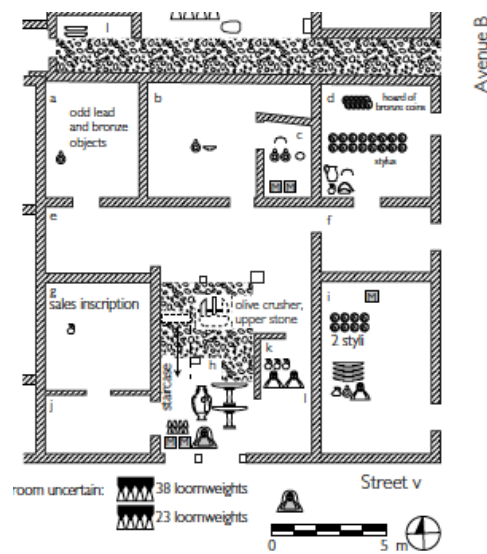 l
Avenue B
a
b
d
hoard of
bronze coins
odd lead
and bronze
objects
c
stylus
M M
e
f
g
sales inscription
olive crusher,
upper stone
i
M
2 styli
k
h
staircase
j
l
M M
room uncertain:
38 loomweights
23 loomweights
Street v
0 5 m